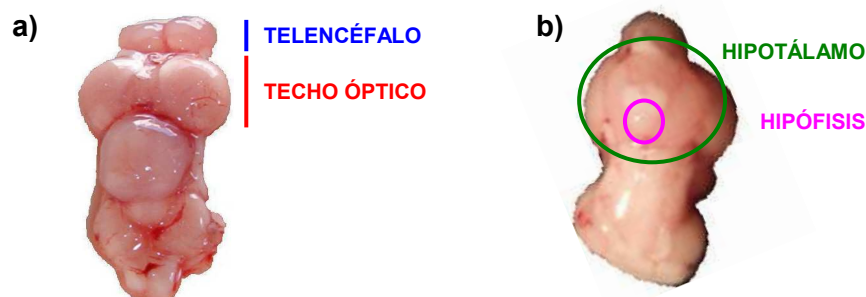 a)
TELENCÉFALO
TECHO ÓPTICO
b)
HIPOTÁLAMO
HIPÓFISIS